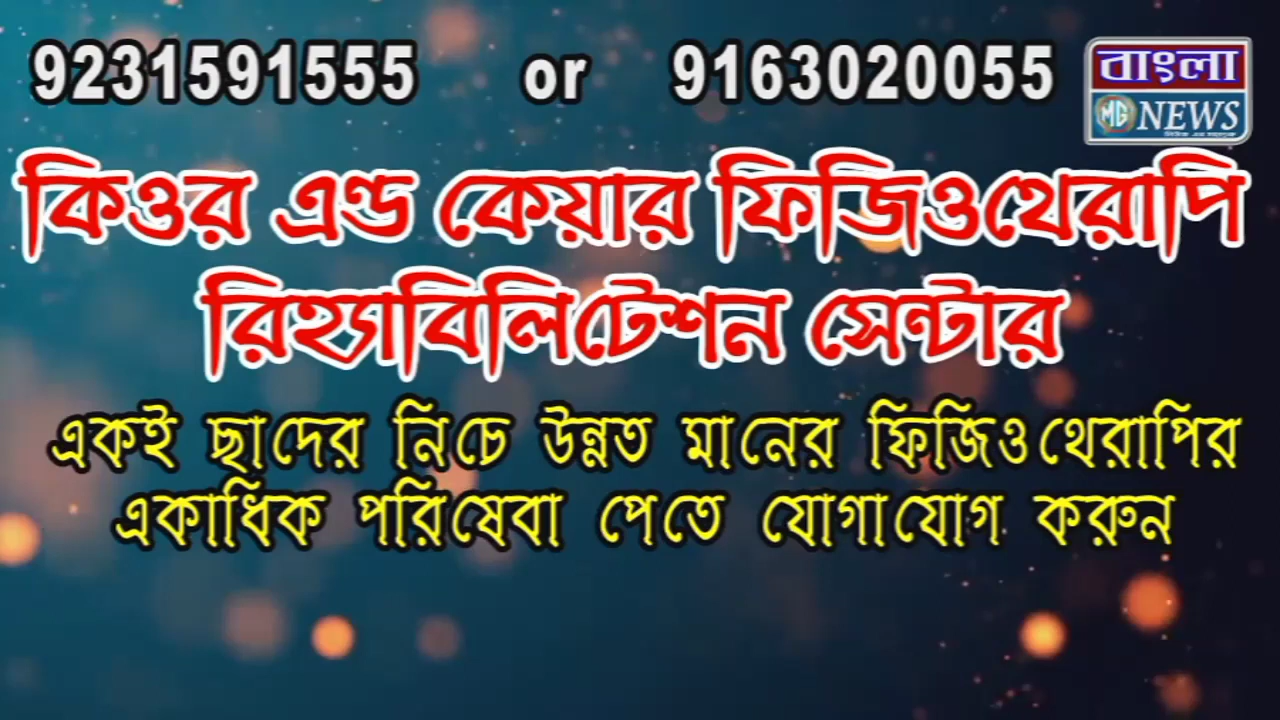 9231591555 or 9163020055
বাংলা
MG NEWS
কিওর এণ্ড কেয়ার ফিজিওথেরাপি
রিহ্যাবিলিটেশন সেন্টার
একই ছাদের নিচে উন্নত মানের ফিজিওথেরাপির
একাধিক পরিষেবা পেতে যোগাযোগ করুন